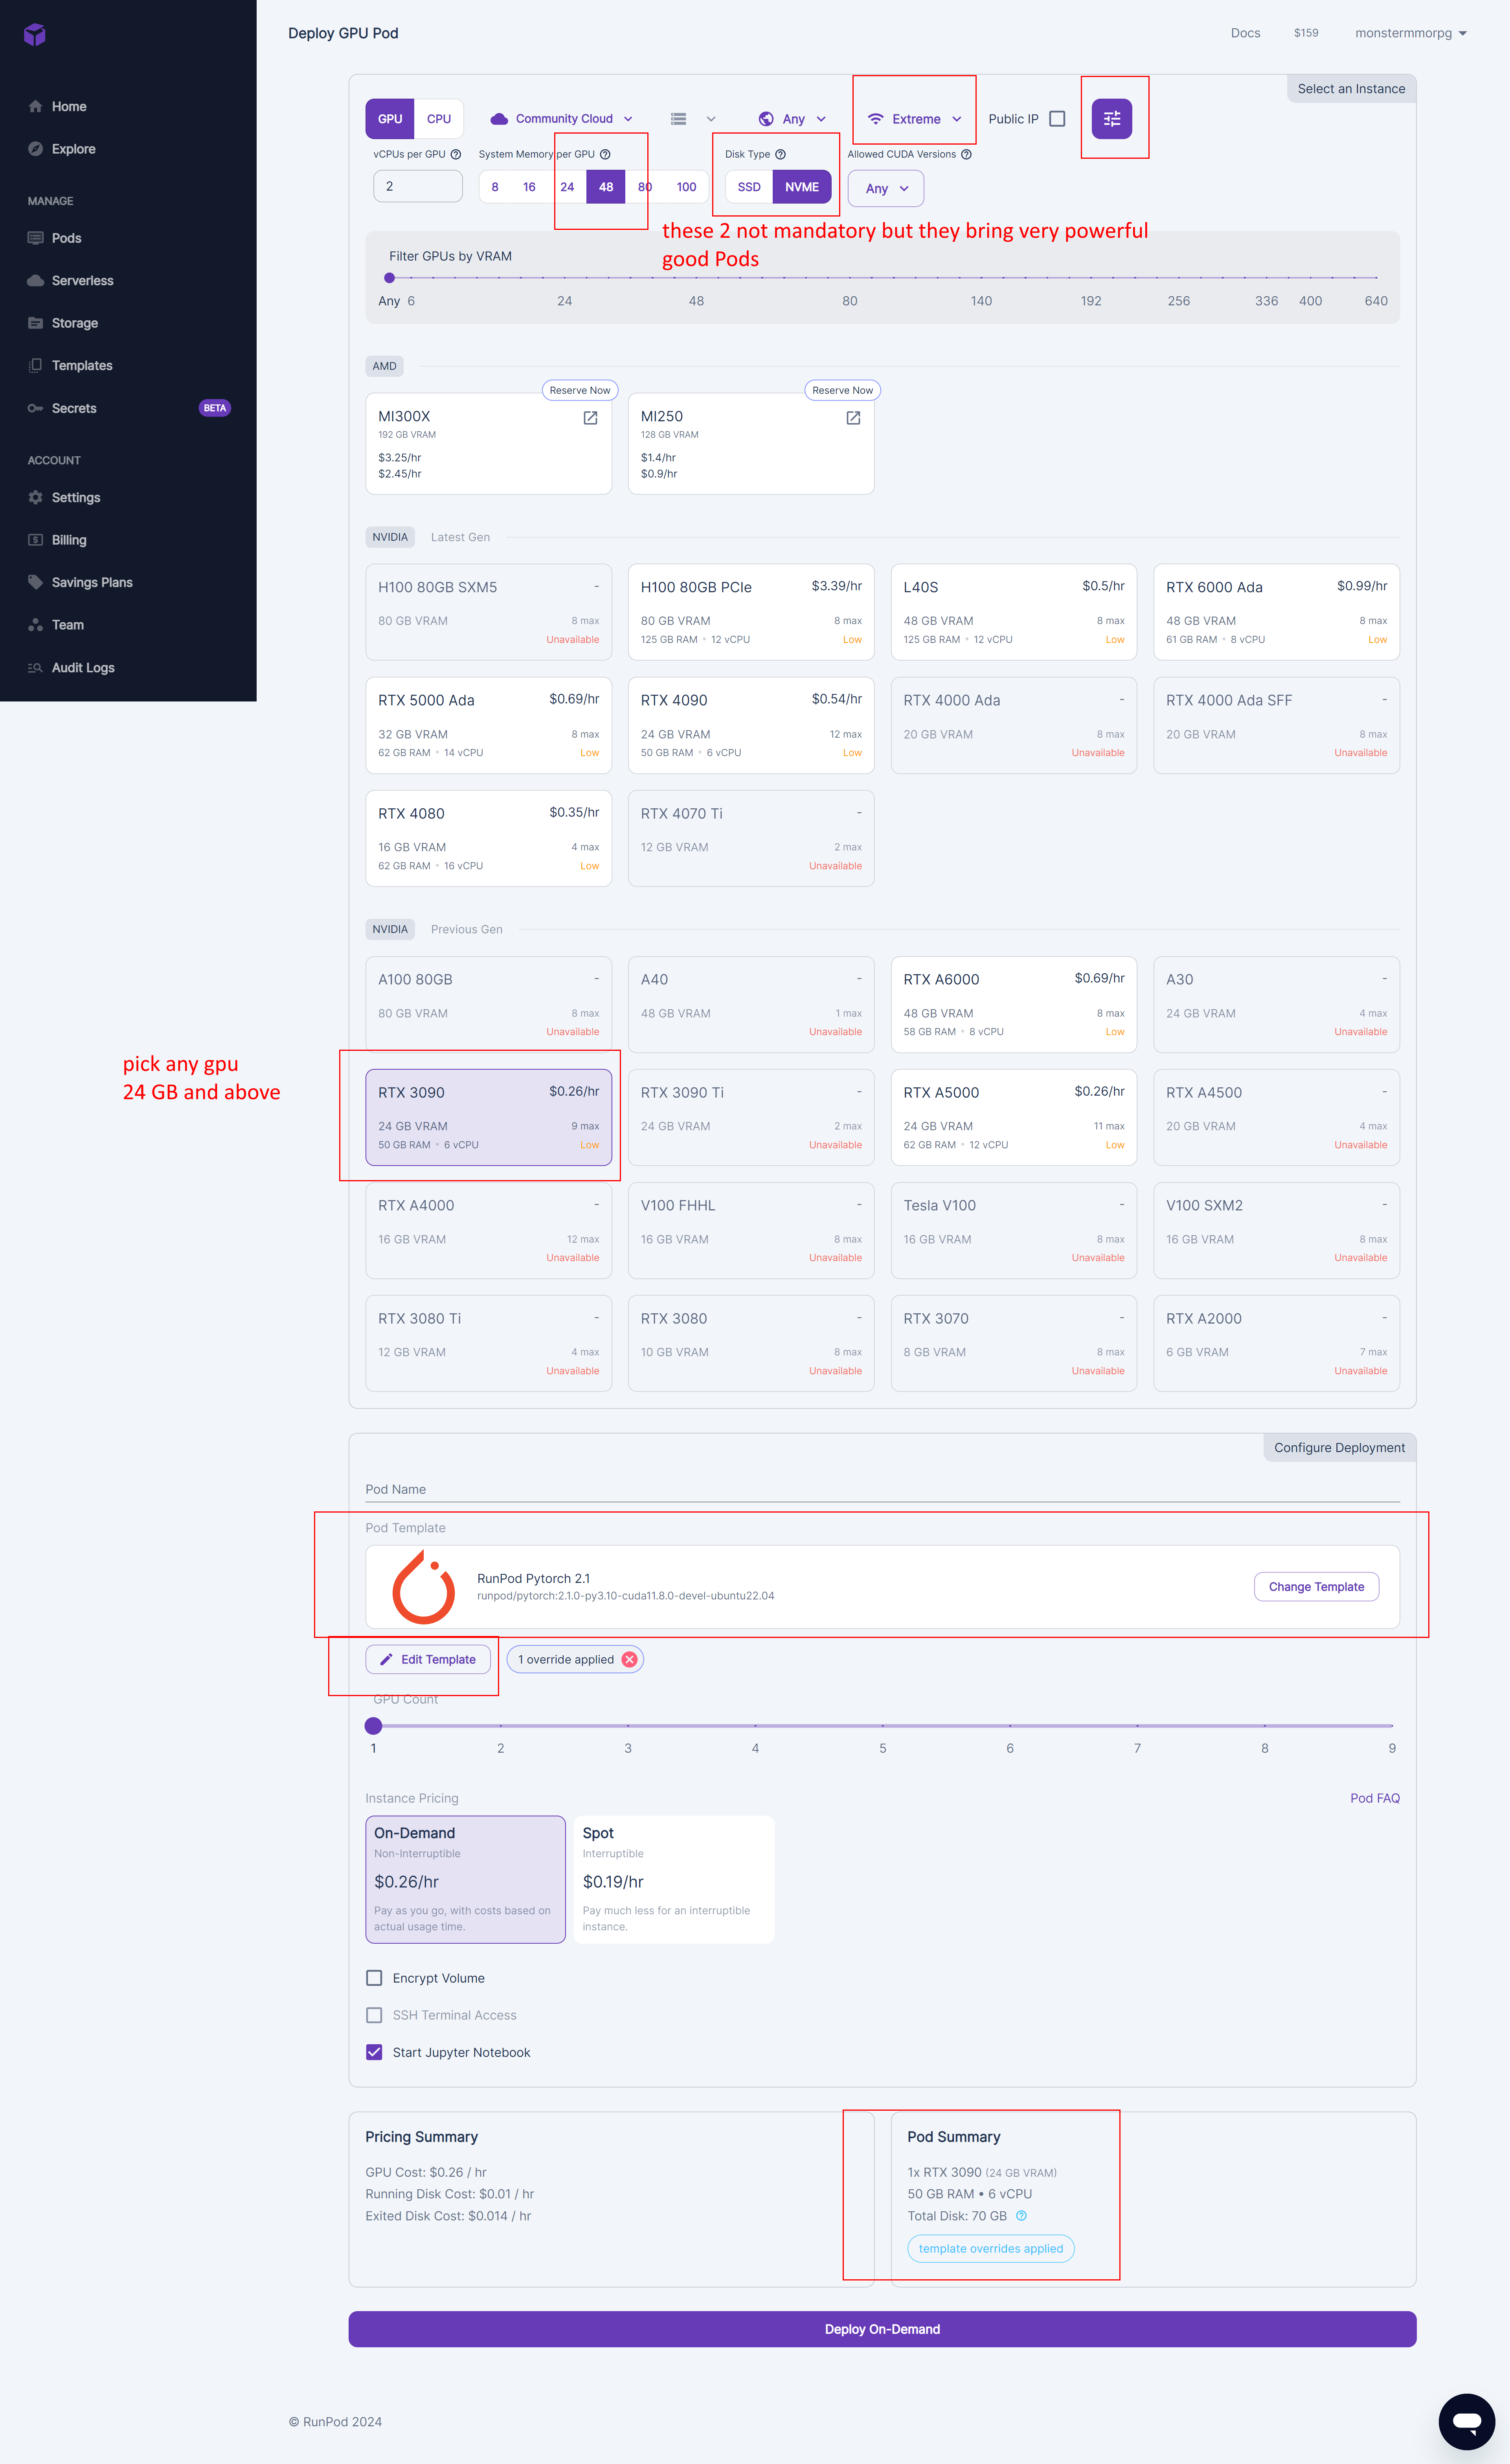 Deploy GPU Pod
Docs
$159
monstermmorpg
Home
Explore
MANAGE
Pods
Serverless
Storage
Templates
Secrets BETA
ACCOUNT
Settings
Billing
Savings Plans
Team
Audit Logs
Select an Instance
GPU CPU Community Cloud Any Extreme Public IP
vCPUs per GPU System Memory per GPU Disk Type Allowed CUDA Versions
2 8 16 24 48 80 100 SSD NVME Any
these 2 not mandatory but they bring very powerful
good Pods
Filter GPUs by VRAM
Any 6 24 48 80 140 192 256 336 400 640
AMD
Reserve Now
MI300X
192 GB VRAM
$3.25/hr
$2.45/hr
Reserve Now
MI250
128 GB VRAM
$1.4/hr
$0.9/hr
NVIDIA Latest Gen
H100 80GB SXM5 -
80 GB VRAM 8 max
Unavailable
H100 80GB PCIe $3.39/hr
80 GB VRAM 8 max
125 GB RAM • 12 vCPU Low
L40S $0.5/hr
48 GB VRAM 8 max
125 GB RAM • 12 vCPU Low
RTX 6000 Ada $0.99/hr
48 GB VRAM 8 max
61 GB RAM • 8 vCPU Low
RTX 5000 Ada $0.69/hr
32 GB VRAM 8 max
62 GB RAM • 14 vCPU Low
RTX 4090 $0.54/hr
24 GB VRAM 12 max
50 GB RAM • 6 vCPU Low
RTX 4000 Ada -
20 GB VRAM 8 max
Unavailable
RTX 4000 Ada SFF -
20 GB VRAM 8 max
Unavailable
RTX 4080 $0.35/hr
16 GB VRAM 4 max
62 GB RAM • 16 vCPU Low
RTX 4070 Ti -
12 GB VRAM 2 max
Unavailable
NVIDIA Previous Gen
A100 80GB -
80 GB VRAM 8 max
Unavailable
A40 -
48 GB VRAM 1 max
Unavailable
RTX A6000 $0.69/hr
48 GB VRAM 8 max
58 GB RAM • 8 vCPU Low
A30 -
24 GB VRAM 4 max
Unavailable
pick any gpu
24 GB and above
RTX 3090 $0.26/hr
24 GB VRAM 9 max
50 GB RAM • 6 vCPU Low
RTX 3090 Ti -
24 GB VRAM 2 max
Unavailable
RTX A5000 $0.26/hr
24 GB VRAM 11 max
62 GB RAM • 12 vCPU Low
RTX A4500 -
20 GB VRAM 4 max
Unavailable
RTX A4000 -
16 GB VRAM 12 max
Unavailable
V100 FHHL -
16 GB VRAM 8 max
Unavailable
Tesla V100 -
16 GB VRAM 8 max
Unavailable
V100 SXM2 -
16 GB VRAM 8 max
Unavailable
RTX 3080 Ti -
12 GB VRAM 4 max
Unavailable
RTX 3080 -
10 GB VRAM 8 max
Unavailable
RTX 3070 -
8 GB VRAM 8 max
Unavailable
RTX A2000 -
6 GB VRAM 7 max
Unavailable
Configure Deployment
Pod Name
Pod Template
RunPod Pytorch 2.1
runpod/pytorch:2.1.0-py3.10-cuda11.8.0-devel-ubuntu22.04
Change Template
Edit Template 1 override applied
GPU Count
1 2 3 4 5 6 7 8 9
Instance Pricing Pod FAQ
On-Demand
Non-Interruptible
$0.26/hr
Pay as you go, with costs based on
actual usage time.
Spot
Interruptible
$0.19/hr
Pay much less for an interruptible
instance.
Encrypt Volume
SSH Terminal Access
Start Jupyter Notebook
Pricing Summary
GPU Cost: $0.26 / hr
Running Disk Cost: $0.01 / hr
Exited Disk Cost: $0.014 / hr
Pod Summary
1x RTX 3090 (24 GB VRAM)
50 GB RAM • 6 vCPU
Total Disk: 70 GB
template overrides applied
Deploy On-Demand
© RunPod 2024